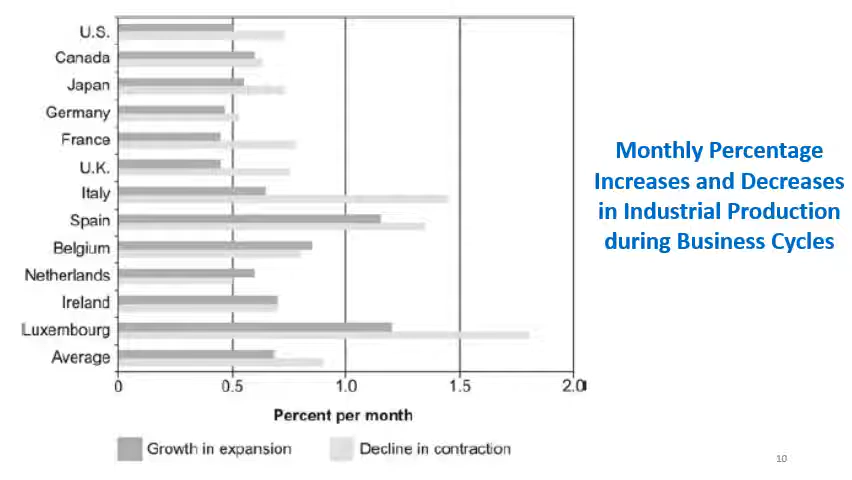 U.S.
Canada
Japan
Germany
France
U.K.
Italy
Spain
Belgium
Netherlands
Ireland
Luxembourg
Average
0 0.5 1.0 1.5 2.0
Percent per month
Growth in expansion Decline in contraction
Monthly Percentage
Increases and Decreases
in Industrial Production
during Business Cycles
10